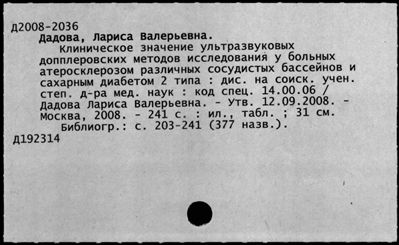 Д2008-2036
Дадова, Лариса Валерьевна.
Клиническое значение ультразвуковых
допплеровских методов исследования у больных
атеросклерозом различных сосудистых бассейнов и
сахарным диабетом 2 типа : дис. на соиск. учен.
степ. д-ра мед. наук : код спец. 14.00.06 /
Дадова Лариса Валерьевна. - Утв. 12.09.2008. -
Москва, 2008. - 241 с. : ил., табл. ; 31 см.
Библиогр.: с. 203-241 (377 назв.).
Д192314